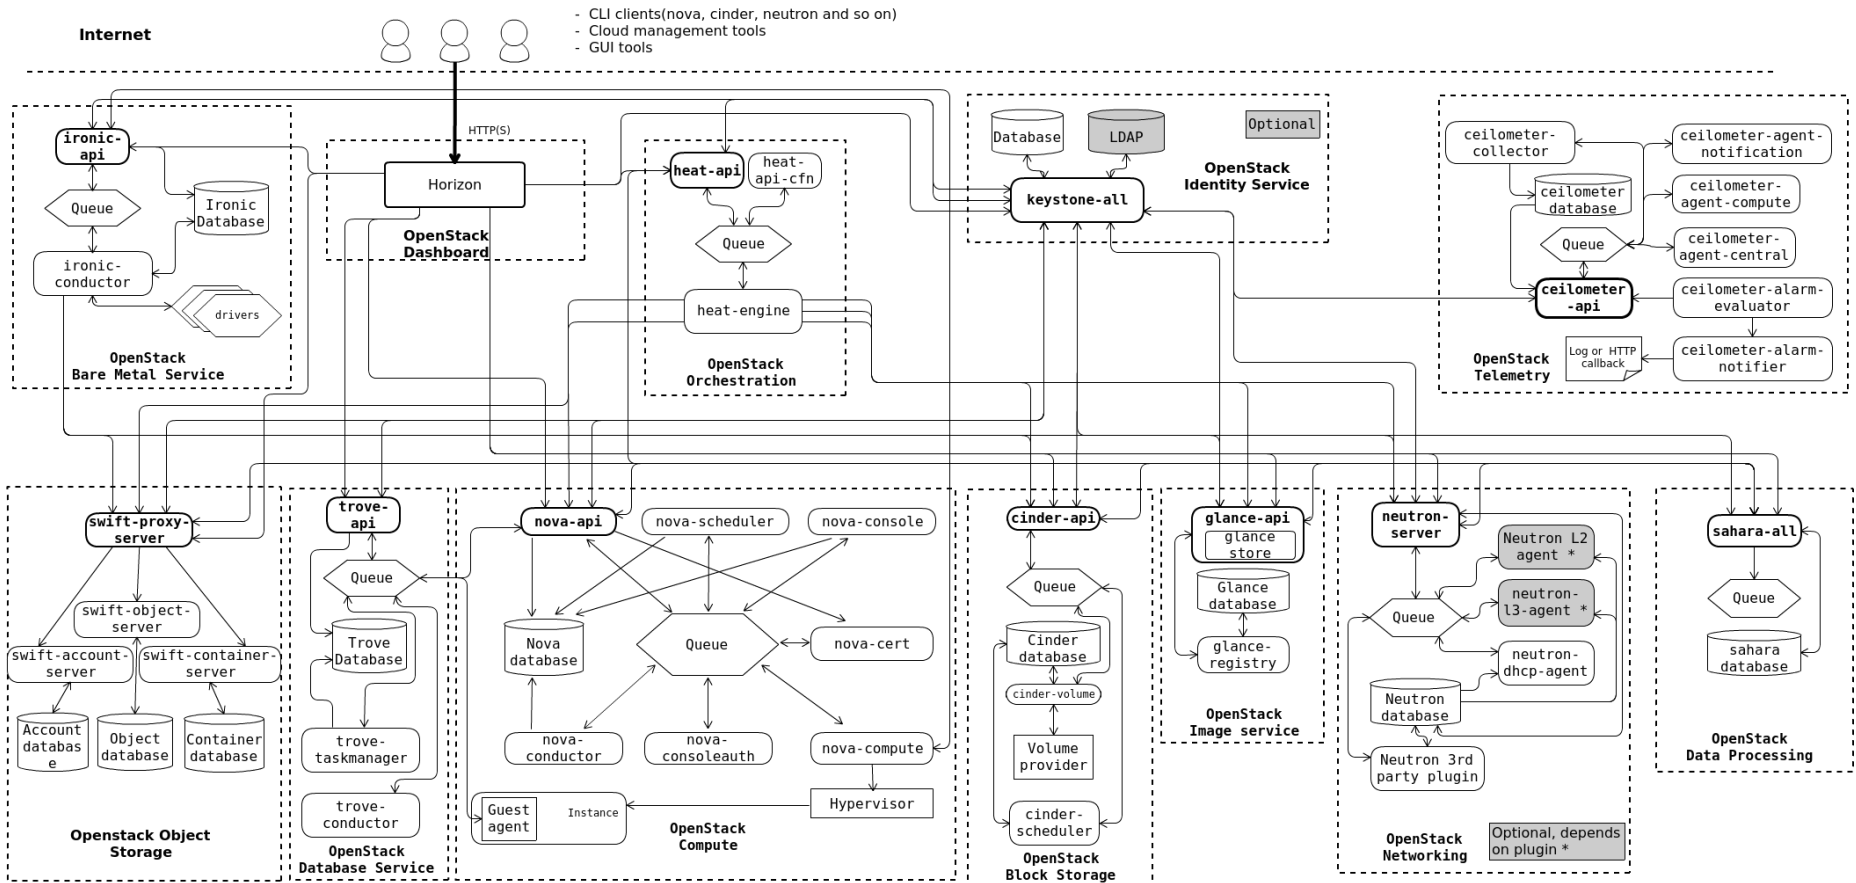 Internet
- CLI clients(nova, cinder, neutron and so on)
- Cloud management tools
- GUI tools
HTTP(S)
ironic-
api
Queue
Ironic
Database
ironic-
conductor
drivers
OpenStack
Bare Metal Service
Horizon
OpenStack
Dashboard
heat-api
heat-
api-cfn
Queue
heat-engine
OpenStack
Orchestration
Database
LDAP
Optional
OpenStack
Identity Service
keystone-all
ceilometer-
collector
ceilometer-agent-
notification
ceilometer
database
ceilometer-
agent-compute
Queue
ceilometer-
agent-central
ceilometer
-api
ceilometer-alarm-
evaluator
Log or HTTP
callback
ceilometer-alarm-
notifier
OpenStack
Telemetry
swift-proxy-
server
swift-object-
server
swift-account-
server
swift-container-
server
Account
databas
e
Object
database
Container
database
Openstack Object
Storage
trove-
api
Queue
Trove
Database
trove-
taskmanager
trove-
conductor
OpenStack
Database Service
nova-api
nova-scheduler
nova-console
Nova
database
Queue
nova-cert
nova-
conductor
nova-
consoleauth
nova-compute
Hypervisor
Guest
agent
Instance
OpenStack
Compute
cinder-api
Queue
Cinder
database
cinder-volume
Volume
provider
cinder-
scheduler
OpenStack
Block Storage
glance-api
glance
store
Glance
database
glance-
registry
OpenStack
Image service
neutron-
server
Neutron L2
agent *
neutron-
l3-agent *
Queue
neutron-
dhcp-agent
Neutron
database
Neutron 3rd
party plugin
OpenStack
Networking
Optional, depends
on plugin *
sahara-all
Queue
sahara
database
OpenStack
Data Processing